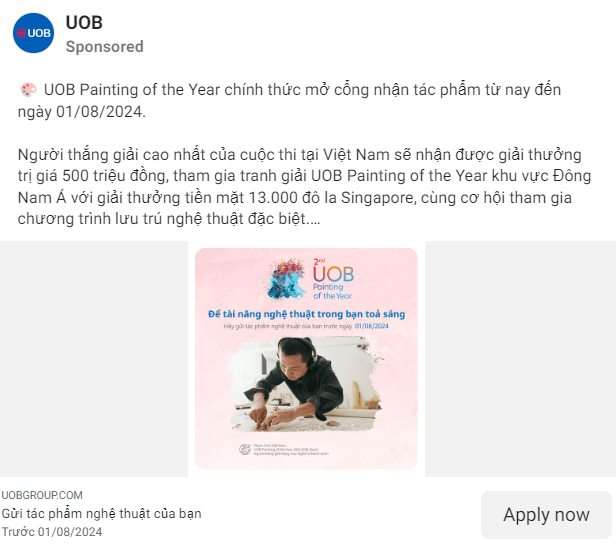 UOB
UOB
Sponsored
🎨 UOB Painting of the Year chính thức mở cổng nhận tác phẩm từ nay đến
ngày 01/08/2024.
Người thắng giải cao nhất của cuộc thi tại Việt Nam sẽ nhận được giải thưởng
trị giá 500 triệu đồng, tham gia tranh giải UOB Painting of the Year khu vực Đông
Nam Á với giải thưởng tiền mặt 13.000 đô la Singapore, cùng cơ hội tham gia
chương trình lưu trú nghệ thuật đặc biệt....
2nd
UOB
Painting
of the Year
Để tài năng nghệ thuật trong bạn toả sáng
Hãy gửi tác phẩm nghệ thuật của bạn trước ngày 01/08/2024
UOBGROUP.COM
Gửi tác phẩm nghệ thuật của bạn
Trước 01/08/2024
Apply now